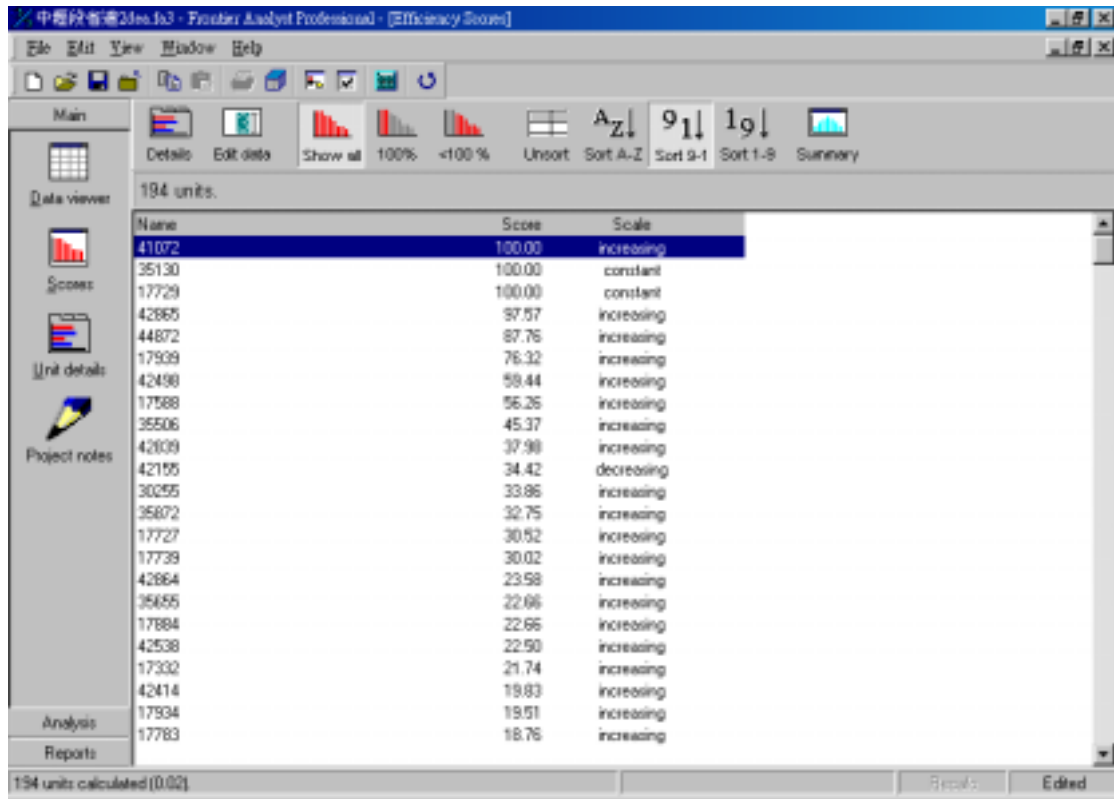 2dea.fa3 - Frontier Analyst Professional - [Efficiency Scores]
File Edit View Window Help
Main
Details Edit data Show all 100% <100 % Unsort Sort A-Z Sort 9-1 Sort 1-9 Summary
Data viewer
Scores
Unit details
Project notes
Analysis
Reports
194 units.
Name Score Scale
41072 100.00 increasing
35130 100.00 constant
17729 100.00 constant
42865 97.57 increasing
44872 87.76 increasing
17939 76.32 increasing
42498 59.44 increasing
17588 56.26 increasing
35506 45.37 increasing
42839 37.98 increasing
42155 34.42 decreasing
30255 33.86 increasing
35872 32.75 increasing
17727 30.52 increasing
17739 30.02 increasing
42864 23.58 increasing
35655 22.66 increasing
17884 22.66 increasing
42538 22.50 increasing
17332 21.74 increasing
42414 19.83 increasing
17934 19.51 increasing
17783 18.76 increasing
194 units calculated (0.02). Results Edited